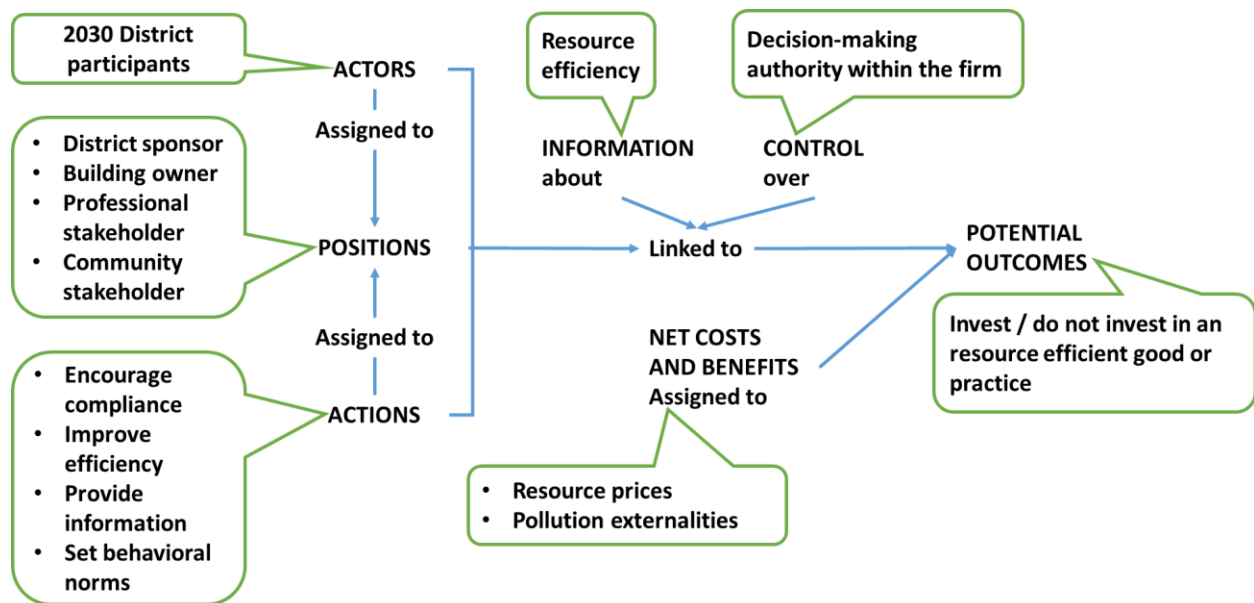 2030 District
participants
ACTORS
Assigned to
• District sponsor
• Building owner
• Professional
stakeholder
• Community
stakeholder
POSITIONS
Assigned to
• Encourage
compliance
• Improve
efficiency
• Provide
information
• Set behavioral
norms
ACTIONS
Resource
efficiency
Decision-making
authority within the firm
INFORMATION
about
CONTROL
over
Linked to
POTENTIAL
OUTCOMES
Invest / do not invest in an
resource efficient good or
practice
NET COSTS
AND BENEFITS
Assigned to
• Resource prices
• Pollution externalities